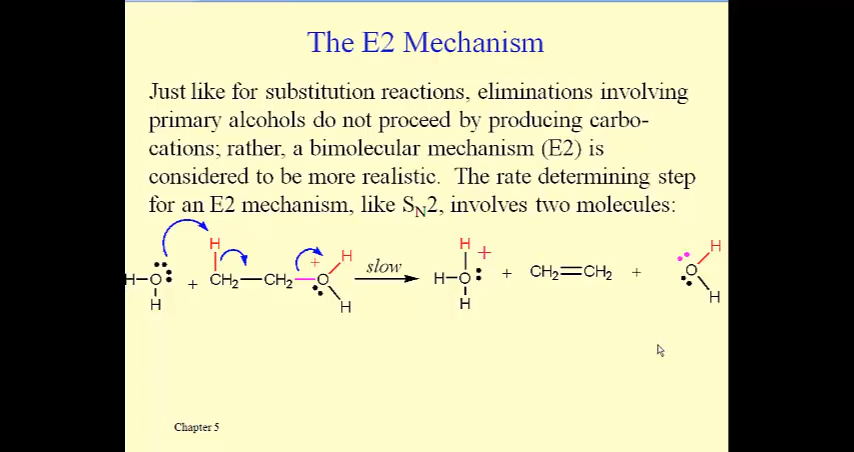 The E2 Mechanism
Just like for substitution reactions, eliminations involving
primary alcohols do not proceed by producing carbo-
cations; rather, a bimolecular mechanism (E2) is
considered to be more realistic.  The rate determining step
for an E2 mechanism, like SN2, involves two molecules:
H H H + H
+ H slow
H–O + CH2–CH2–O H–O + CH2=CH2 + O
H H H H
Chapter 5